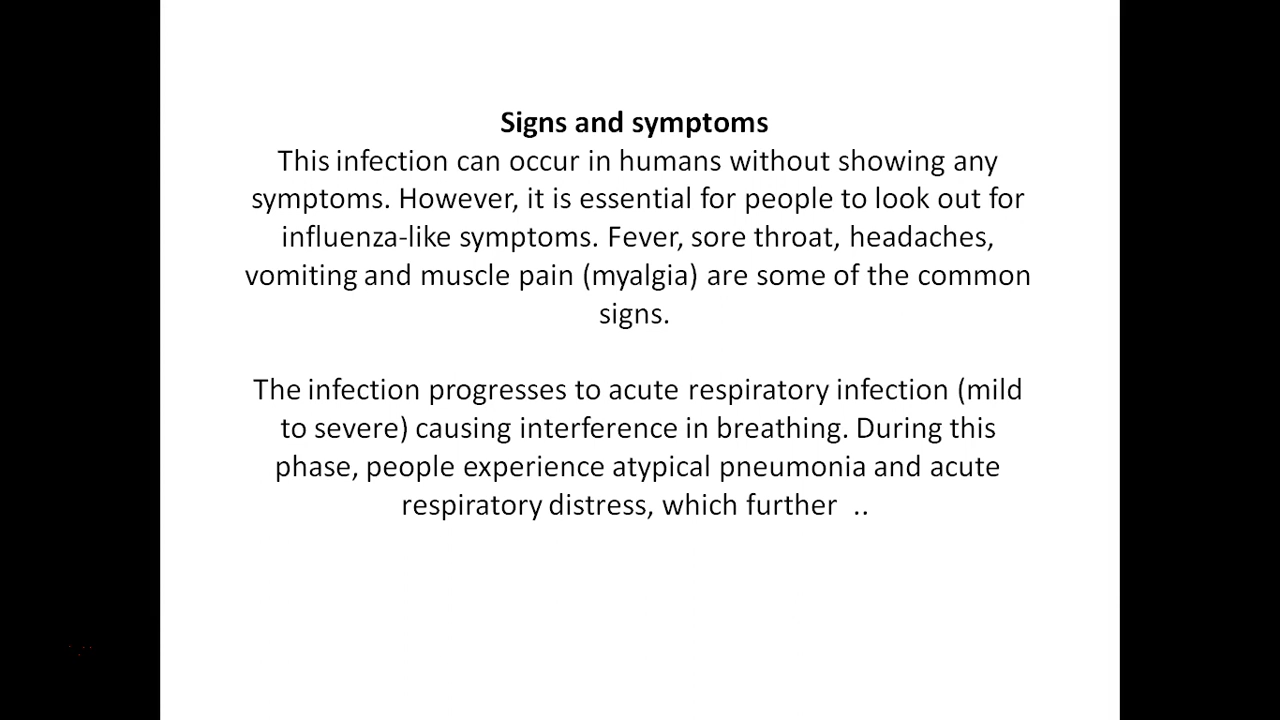 Signs and symptoms
This infection can occur in humans without showing any
symptoms. However, it is essential for people to look out for
influenza-like symptoms. Fever, sore throat, headaches,
vomiting and muscle pain (myalgia) are some of the common
signs.
The infection progresses to acute respiratory infection (mild
to severe) causing interference in breathing. During this
phase, people experience atypical pneumonia and acute
respiratory distress, which further ..